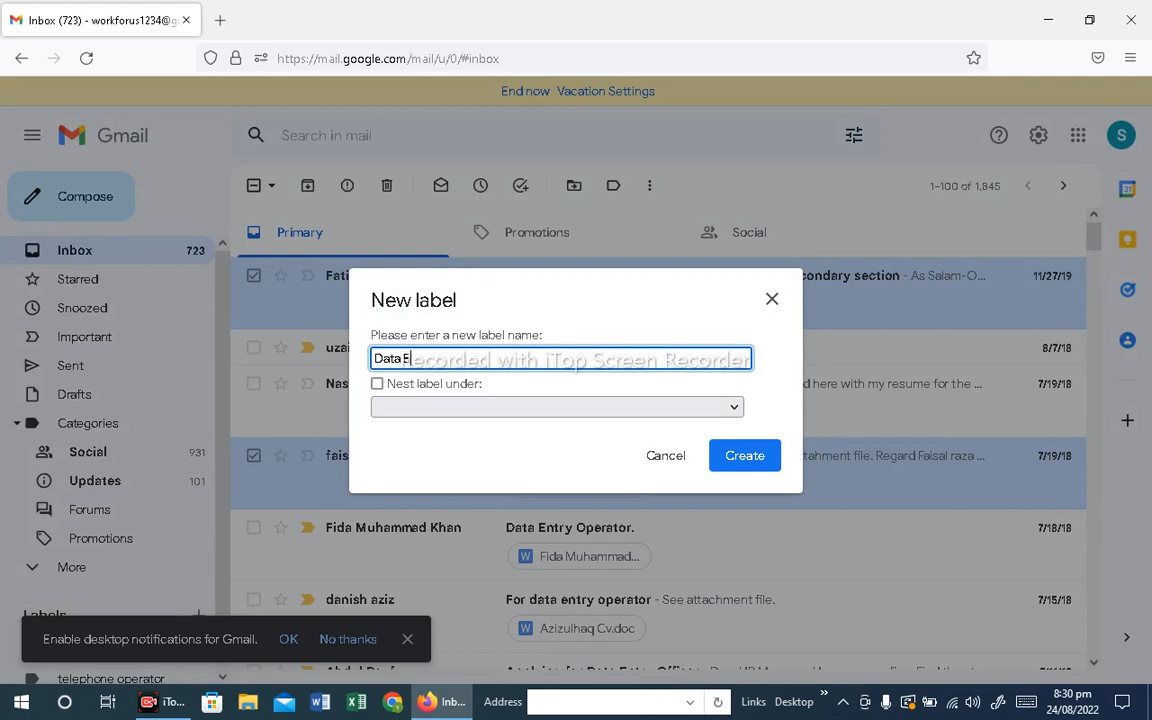 Inbox (723) - workforus1234@g
https://mail.google.com/mail/u/0/#inbox
End now Vacation Settings
Gmail
Search in mail
S
Compose
1–100 of 1,845
Inbox 723
Starred
Snoozed
Important
Sent
Drafts
Categories
Social 931
Updates 101
Forums
Promotions
More
Labels
telephone operator
Primary
Promotions
Social
Fati
condary section - As Salam-O... 11/27/19
uzai
8/7/18
Nas
d here with my resume for the ... 7/19/18
fais
tahment file. Regard Faisal raza ... 7/19/18
Fida Muhammad Khan Data Entry Operator. 7/18/18
Fida Muhammad...
danish aziz For data entry operator - See attachment file. 7/15/18
Azizulhaq Cv.doc
New label
Please enter a new label name:
Data E
Recorded with iTop Screen Recorder
Nest label under:
Cancel Create
Enable desktop notifications for Gmail. OK No thanks
31
iTo...
Inb...
Address
Links Desktop
8:30 pm
24/08/2022